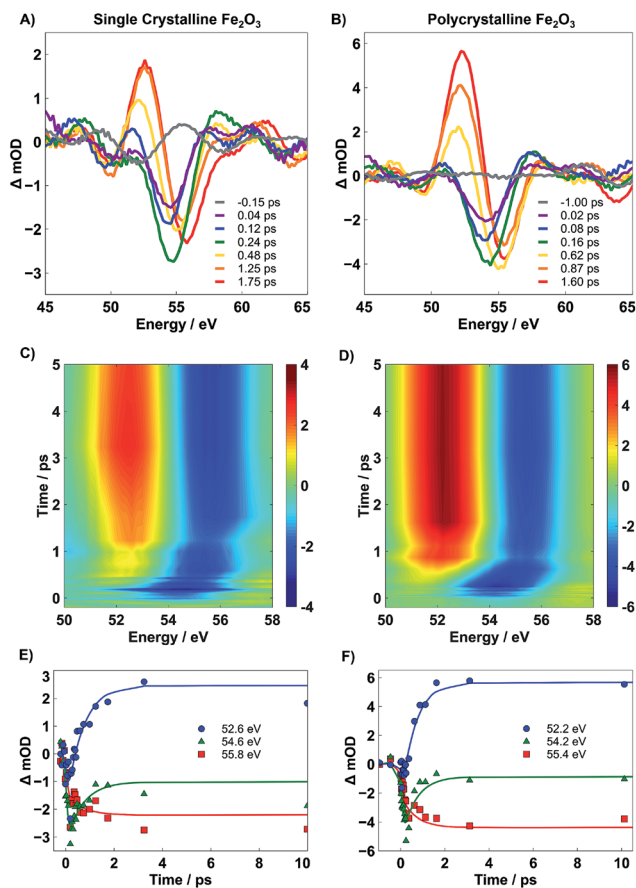 A) Single Crystalline Fe₂O₃
2
1
0
-1
-2
-3
Δ mOD
-0.15 ps
0.04 ps
0.12 ps
0.24 ps
0.48 ps
1.25 ps
1.75 ps
45 50 55 60 65
Energy / eV
B) Polycrystalline Fe₂O₃
6
4
2
0
−2
−4
Δ mOD
-1.00 ps
0.02 ps
0.08 ps
0.16 ps
0.62 ps
0.87 ps
1.60 ps
45 50 55 60 65
Energy / eV
C)
5
4
3
2
1
0
Time / ps
50 52 54 56 58
Energy / eV
4
2
0
-2
-4
D)
5
4
3
2
1
0
50 52 54 56 58
Energy / eV
6
4
2
0
-2
-4
-6
E)
3
2
1
0
−1
−2
−3
Δ mOD
52.6 eV
54.6 eV
55.8 eV
0 2 4 6 8 10
Time / ps
F)
6
4
2
0
−2
−4
−6
Δ mOD
52.2 eV
54.2 eV
55.4 eV
0 2 4 6 8 10
Time / ps